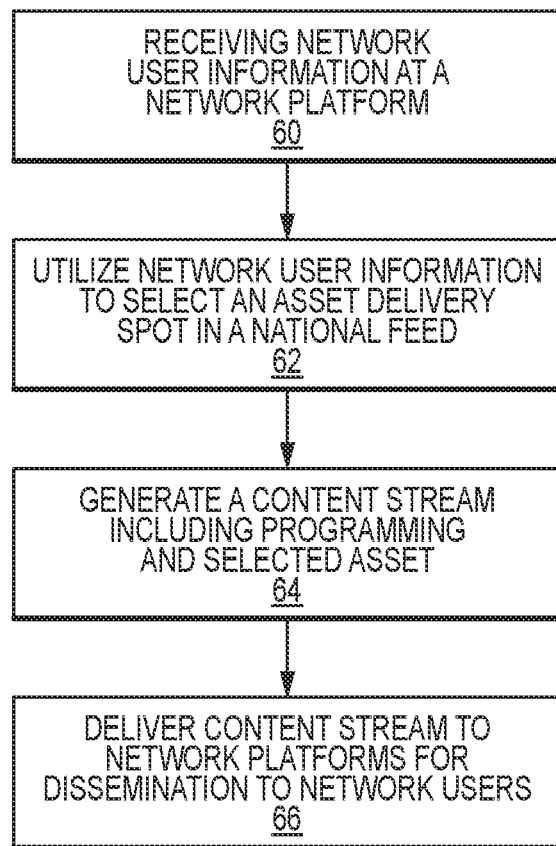 RECEIVING NETWORK
USER INFORMATION AT A
NETWORK PLATFORM
60
UTILIZE NETWORK USER INFORMATION
TO SELECT AN ASSET DELIVERY
SPOT IN A NATIONAL FEED
62
GENERATE A CONTENT STREAM
INCLUDING PROGRAMMING
AND SELECTED ASSET
64
DELIVER CONTENT STREAM TO
NETWORK PLATFORMS FOR
DISSEMINATION TO NETWORK USERS
66